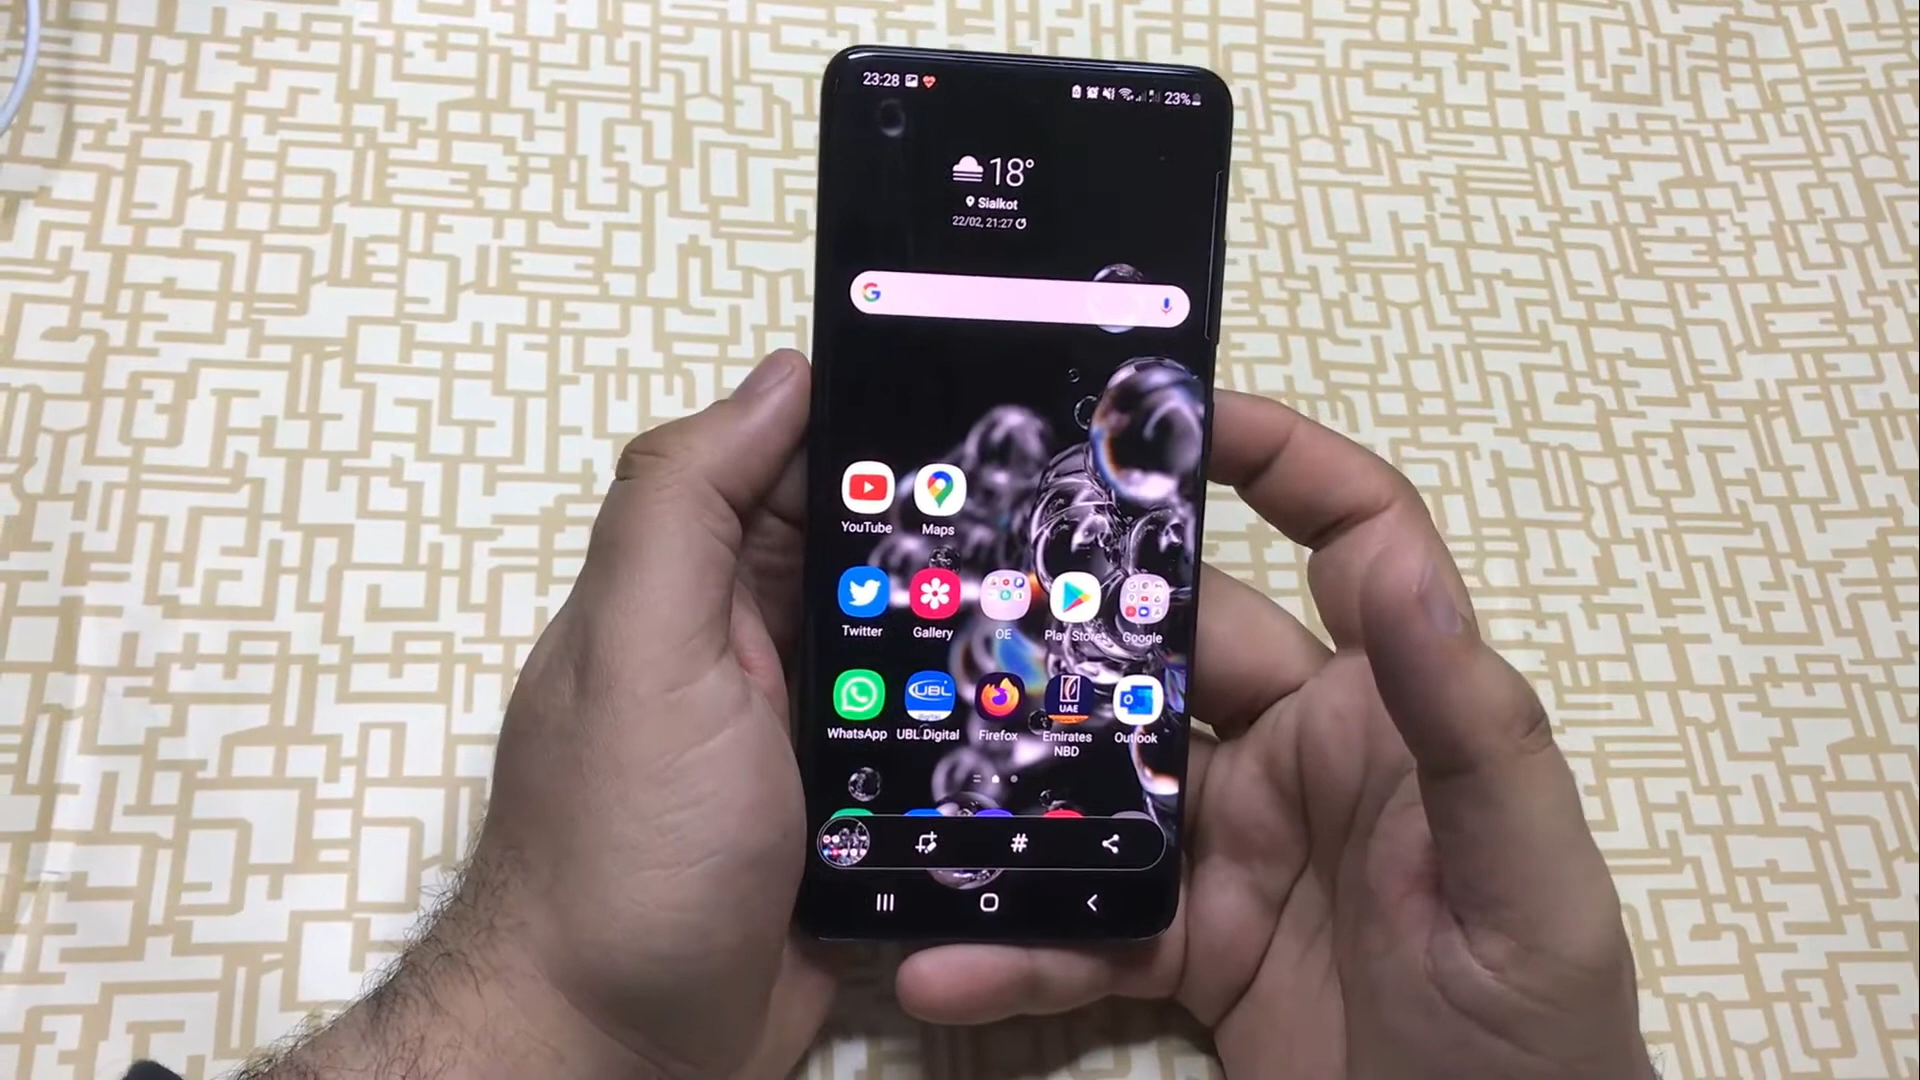 23:28
23%
18°
Sialkot
22/02, 21:27
YouTube Maps
Twitter Gallery OE Play Store Google
UBL
UAE
WhatsApp UBL Digital Firefox Emirates NBD Outlook
#